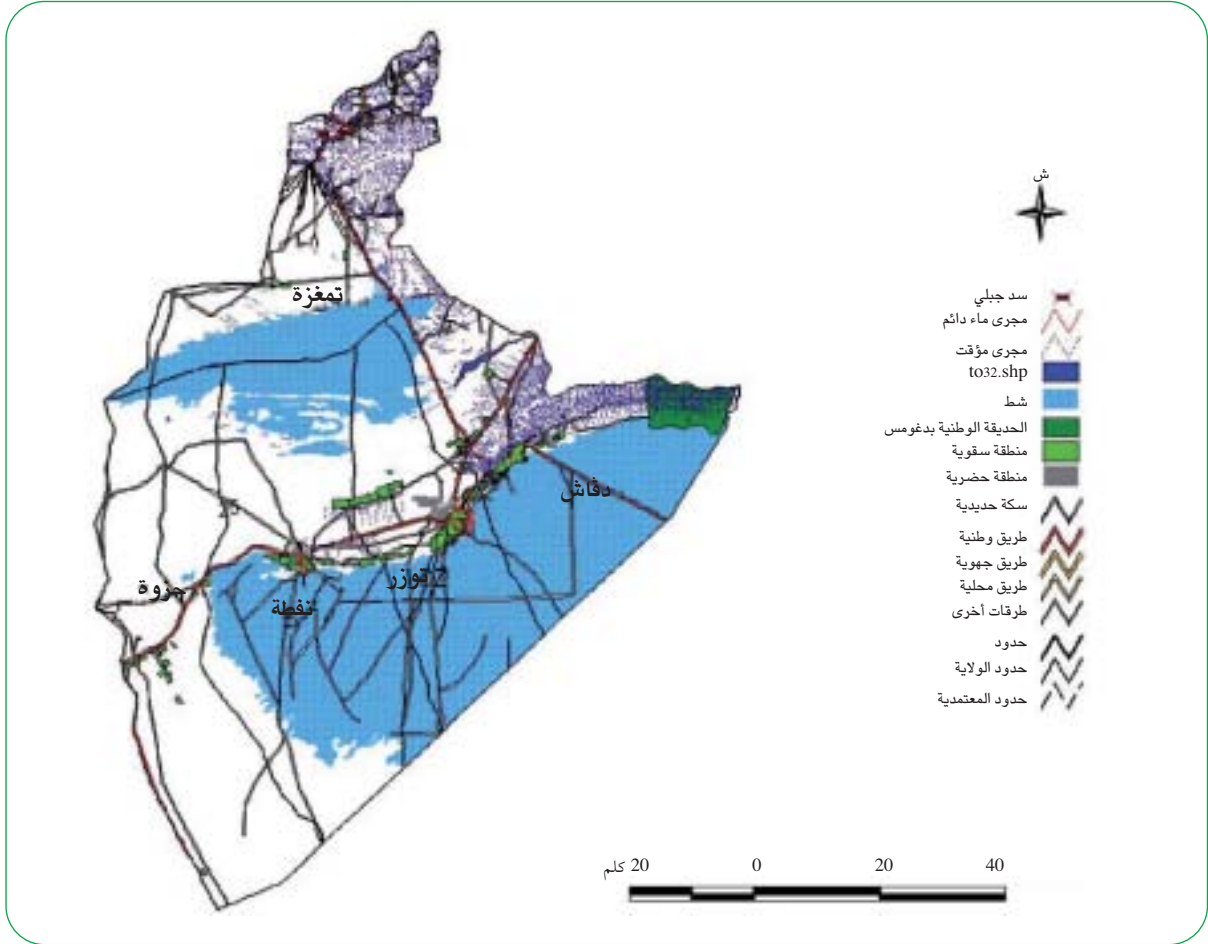 ش
سد جبلي
مجرى ماء دائم
مجرى مؤقت
to32.shp
شط
الحديقة الوطنية بدغومس
منطقة سقوية
منطقة حضرية
سكة حديدية
طريق وطنية
طريق جهوية
طريق محلية
طرقات أخرى
حدود
حدود الولاية
حدود المعتمدية
تمغزة
دڤاش
توزر
نفطة
حزوة
20 كلم 0 20 40